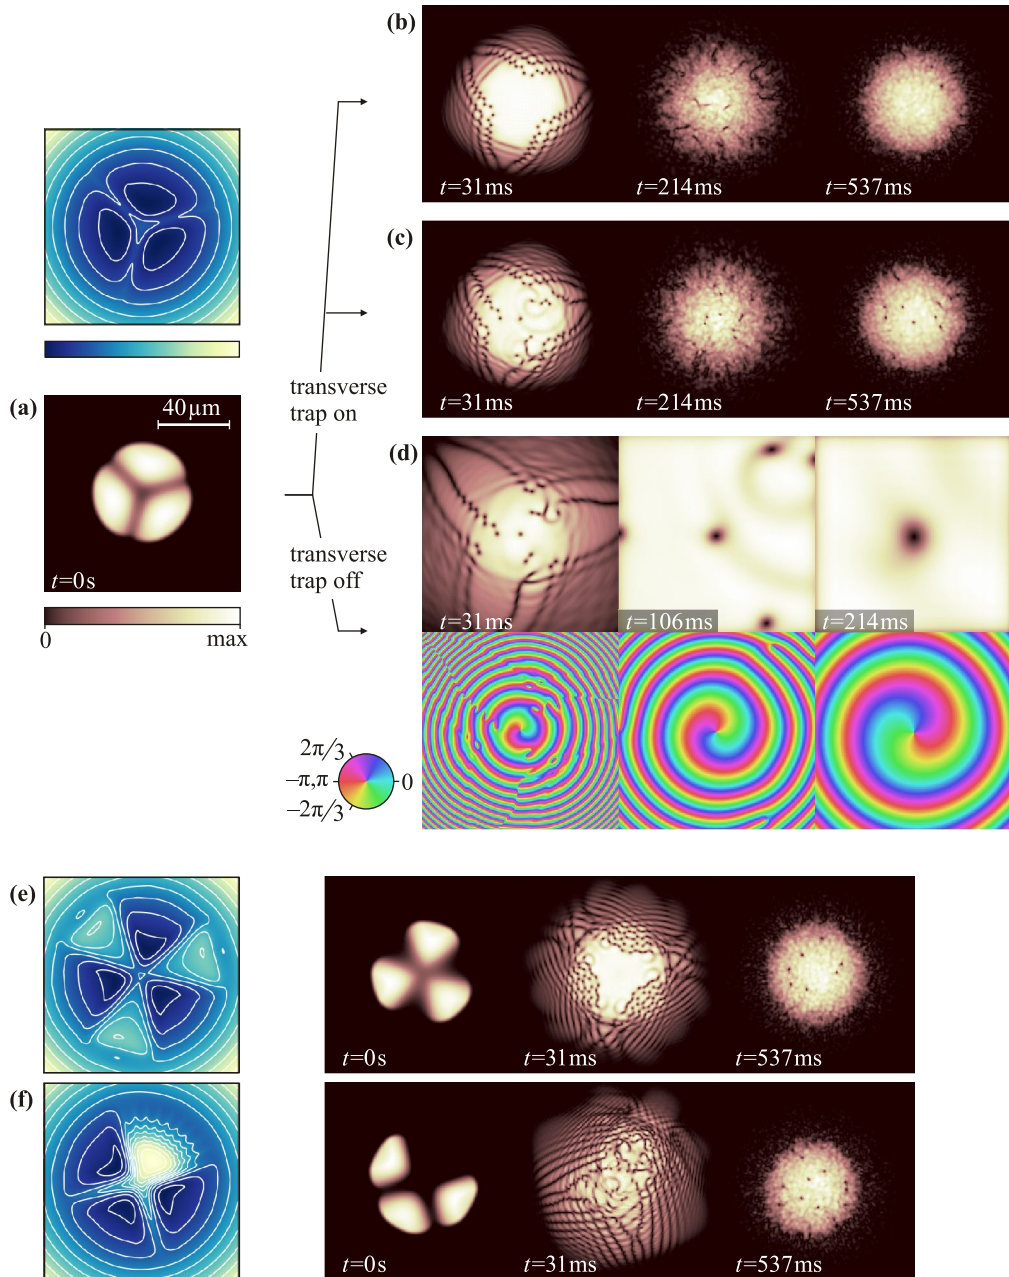 (b)
t=31ms t=214ms t=537ms
(c)
t=31ms t=214ms t=537ms
transverse
trap on
(a)
40µm
t=0s
0 max
transverse
trap off
(d)
t=31ms t=106ms t=214ms
2π/3
−π,π 0
−2π/3
(e)
t=0s t=31ms t=537ms
(f)
t=0s t=31ms t=537ms